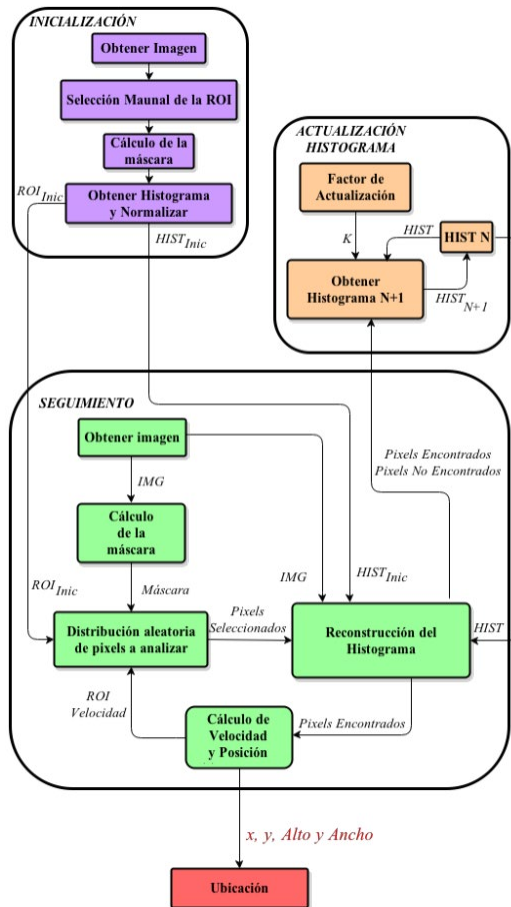 INICIALIZACIÓN
Obtener Imagen
Selección Maunal de la ROI
Cálculo de la
máscara
Obtener Histograma
y Normalizar
ROI Inic
HIST Inic
ACTUALIZACIÓN
HISTOGRAMA
Factor de
Actualización
K
HIST
HIST N
Obtener
Histograma N+1
HIST N+1
SEGUIMIENTO
Obtener imagen
IMG
Cálculo
de la
máscara
Pixels Encontrados
Pixels No Encontrados
ROI Inic
Máscara
IMG
HIST Inic
Distribución aleatoria
de pixels a analizar
Pixels
Seleccionados
Reconstrucción del
Histograma
HIST
ROI
Velocidad
Cálculo de
Velocidad
y Posición
Pixels Encontrados
x, y, Alto y Ancho
Ubicación